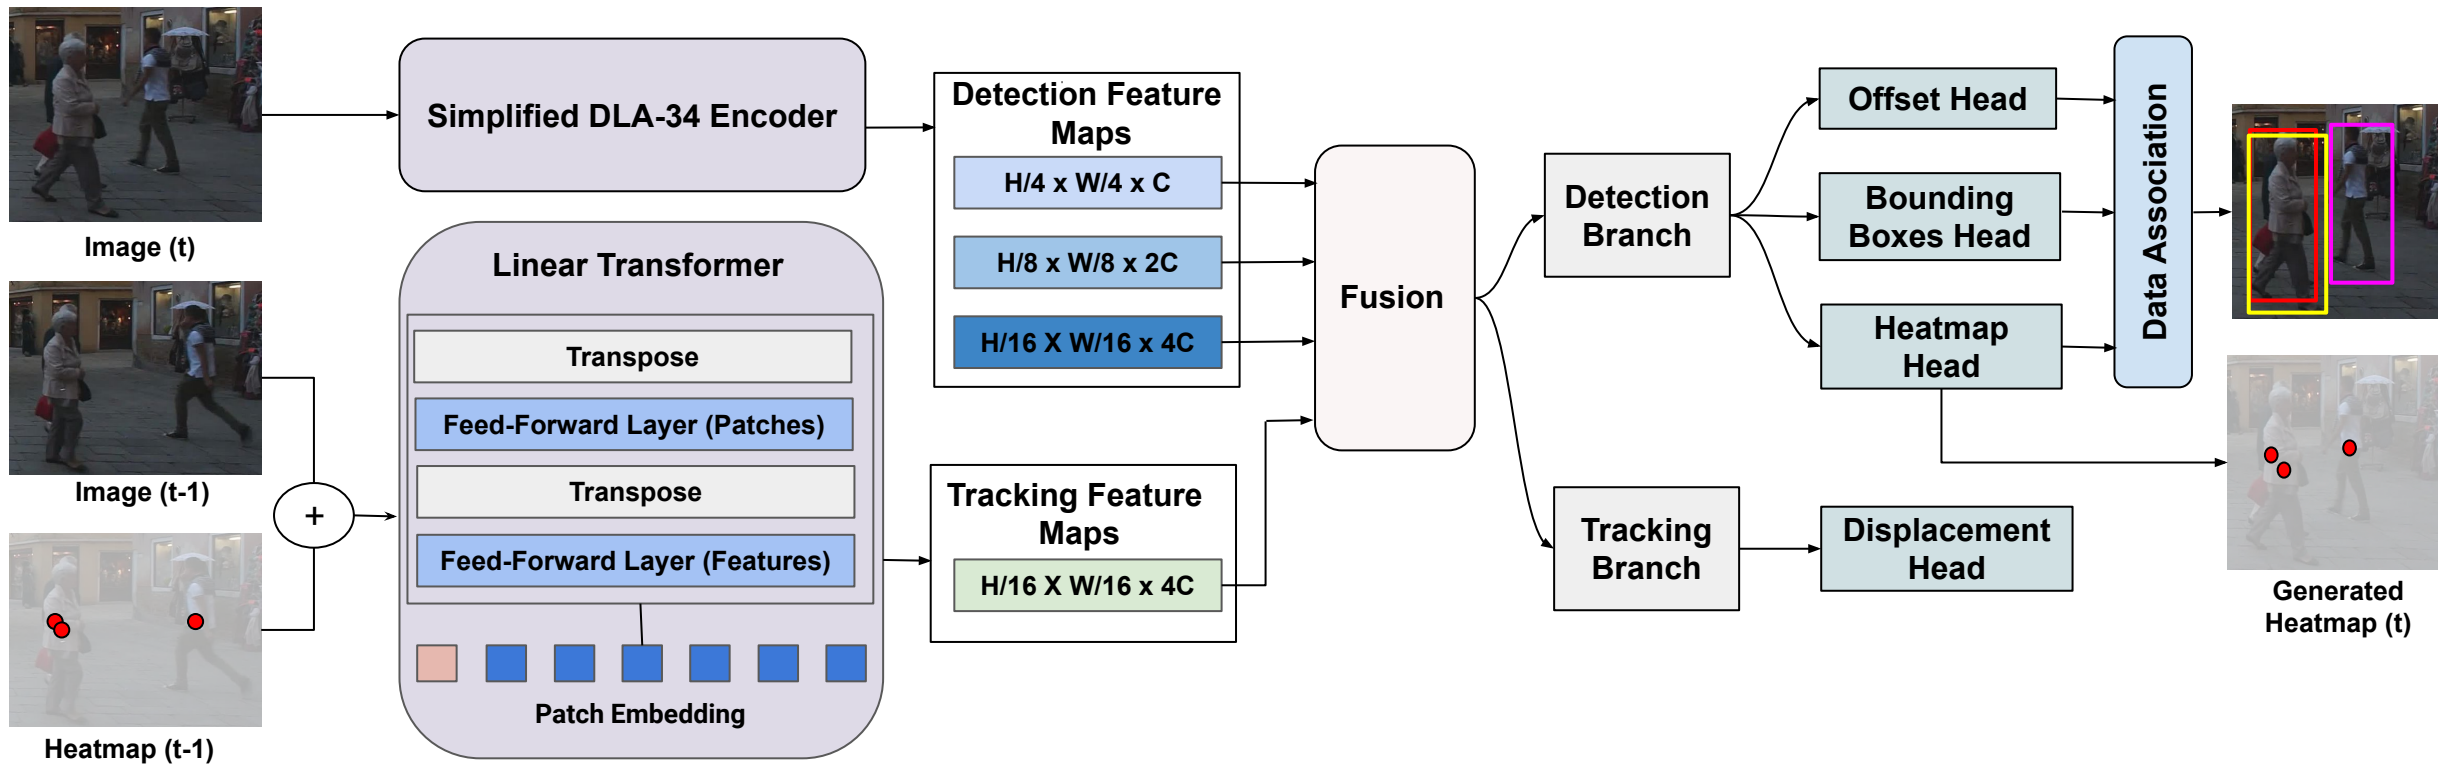 Image (t)
Image (t-1)
Heatmap (t-1)
+
Simplified DLA-34 Encoder
Linear Transformer
Transpose
Feed-Forward Layer (Patches)
Transpose
Feed-Forward Layer (Features)
Patch Embedding
Detection Feature
Maps
H/4 x W/4 x C
H/8 x W/8 x 2C
H/16 X W/16 x 4C
Tracking Feature
Maps
H/16 X W/16 x 4C
Fusion
Detection
Branch
Tracking
Branch
Offset Head
Bounding
Boxes Head
Heatmap
Head
Displacement
Head
Data Association
Generated
Heatmap (t)